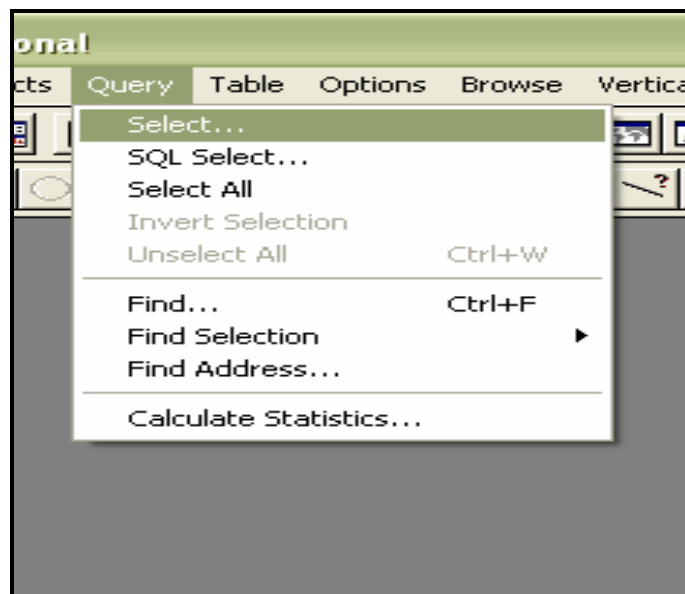 onal
cts Query Table Options Browse Vertica
Select...
SQL Select...
Select All
Invert Selection
Unselect All Ctrl+W
Find... Ctrl+F
Find Selection
Find Address...
Calculate Statistics...
?